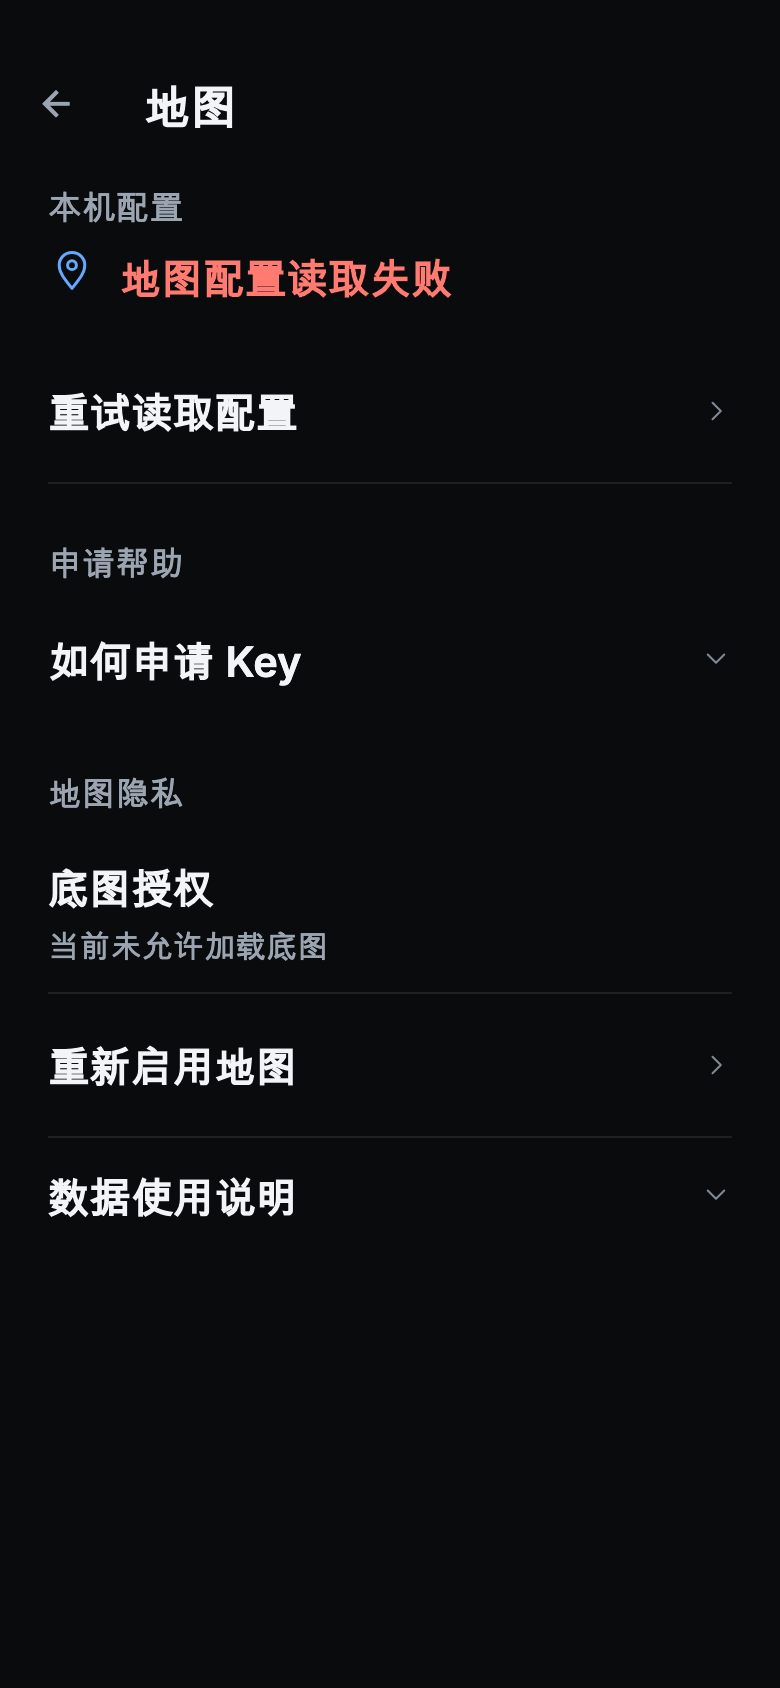 地图
本机配置
地图配置读取失败
重试读取配置
申请帮助
如何申请 Key
地图隐私
底图授权
当前未允许加载底图
重新启用地图
数据使用说明